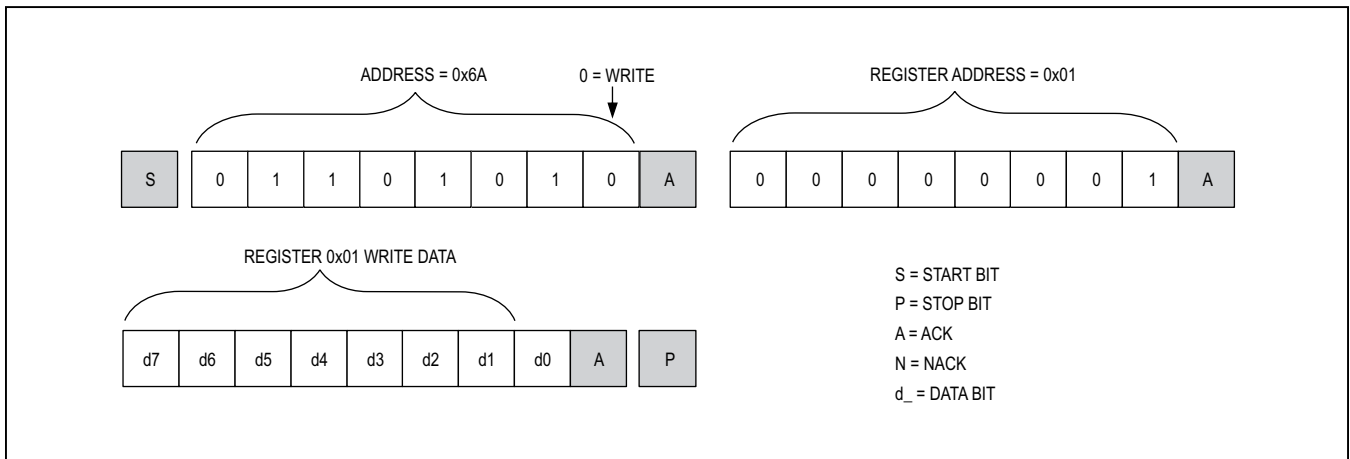 ADDRESS = 0x6A 0 = WRITE REGISTER ADDRESS = 0x01
S 0 1 1 0 1 0 1 0 A 0 0 0 0 0 0 0 1 A
REGISTER 0x01 WRITE DATA
d7 d6 d5 d4 d3 d2 d1 d0 A P
S = START BIT
P = STOP BIT
A = ACK
N = NACK
d_ = DATA BIT